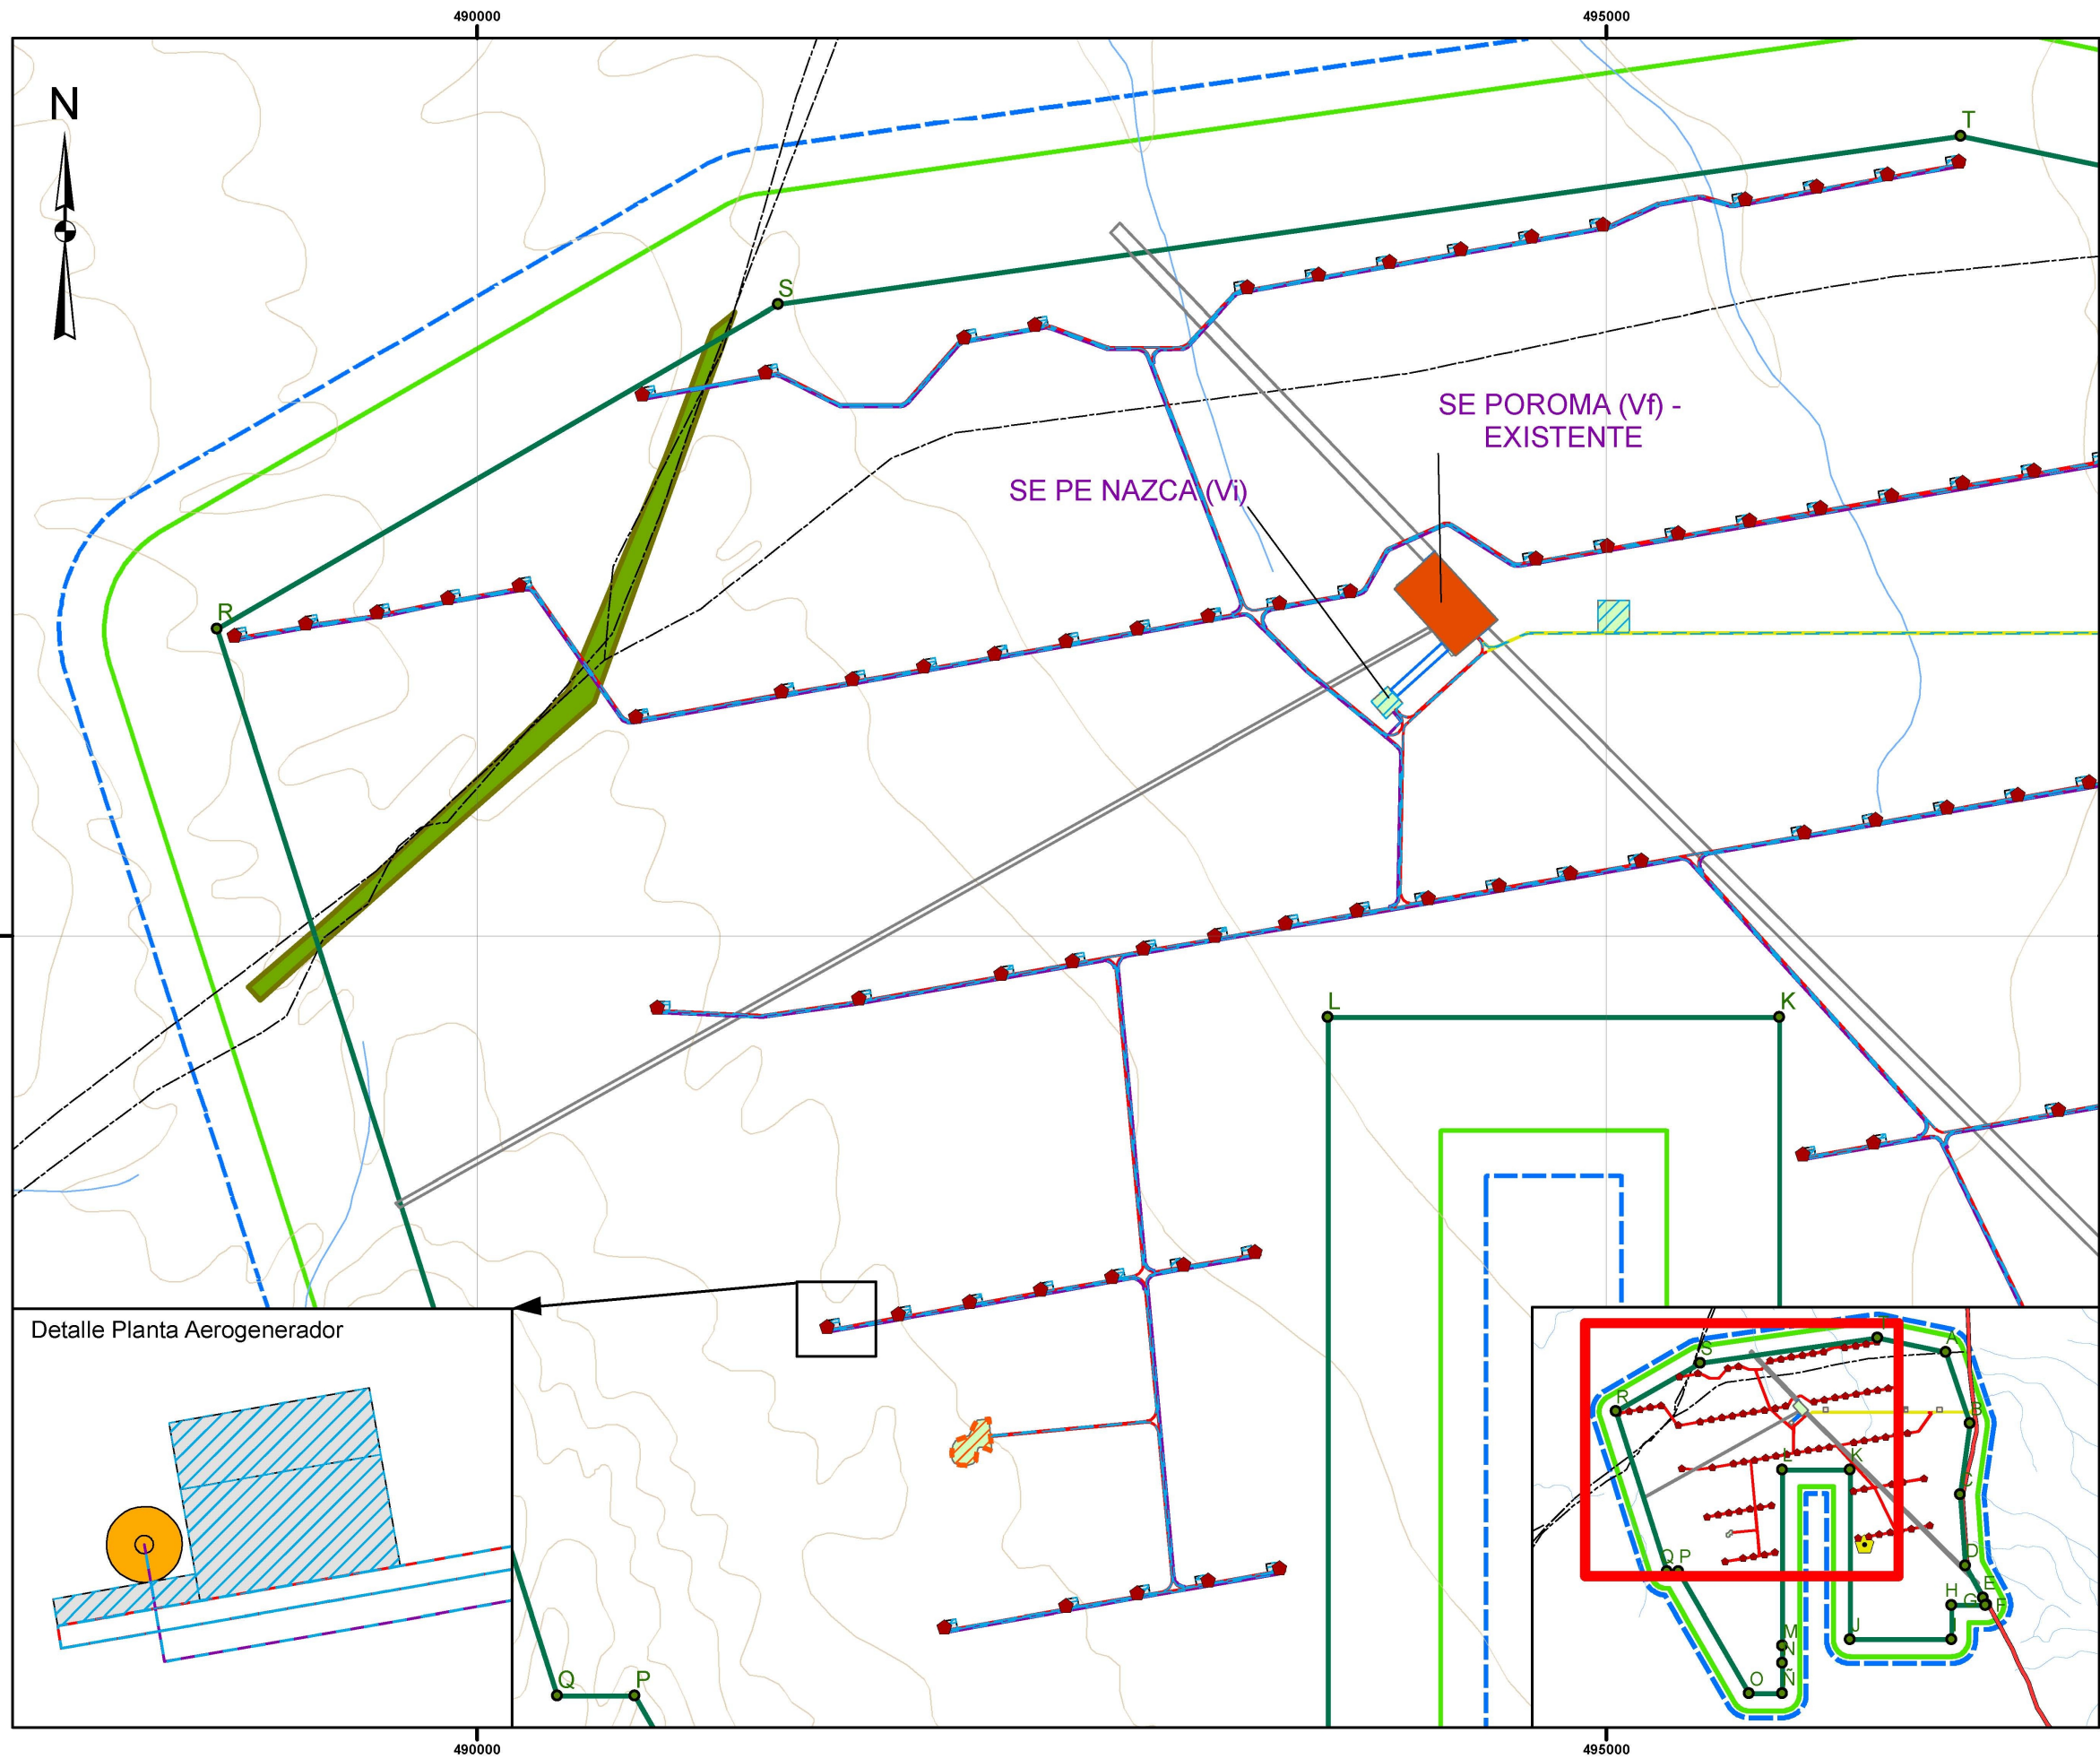 490000
495000
N
T
S
SE POROMA (Vf) -
EXISTENTE
SE PE NAZCA (Vi)
R
L
K
Detalle Planta Aerogenerador
Q
P
T
A
S
R
B
L
K
C
Q
P
D
E
H
G
F
M
J
I
N
Ñ
O
490000
495000